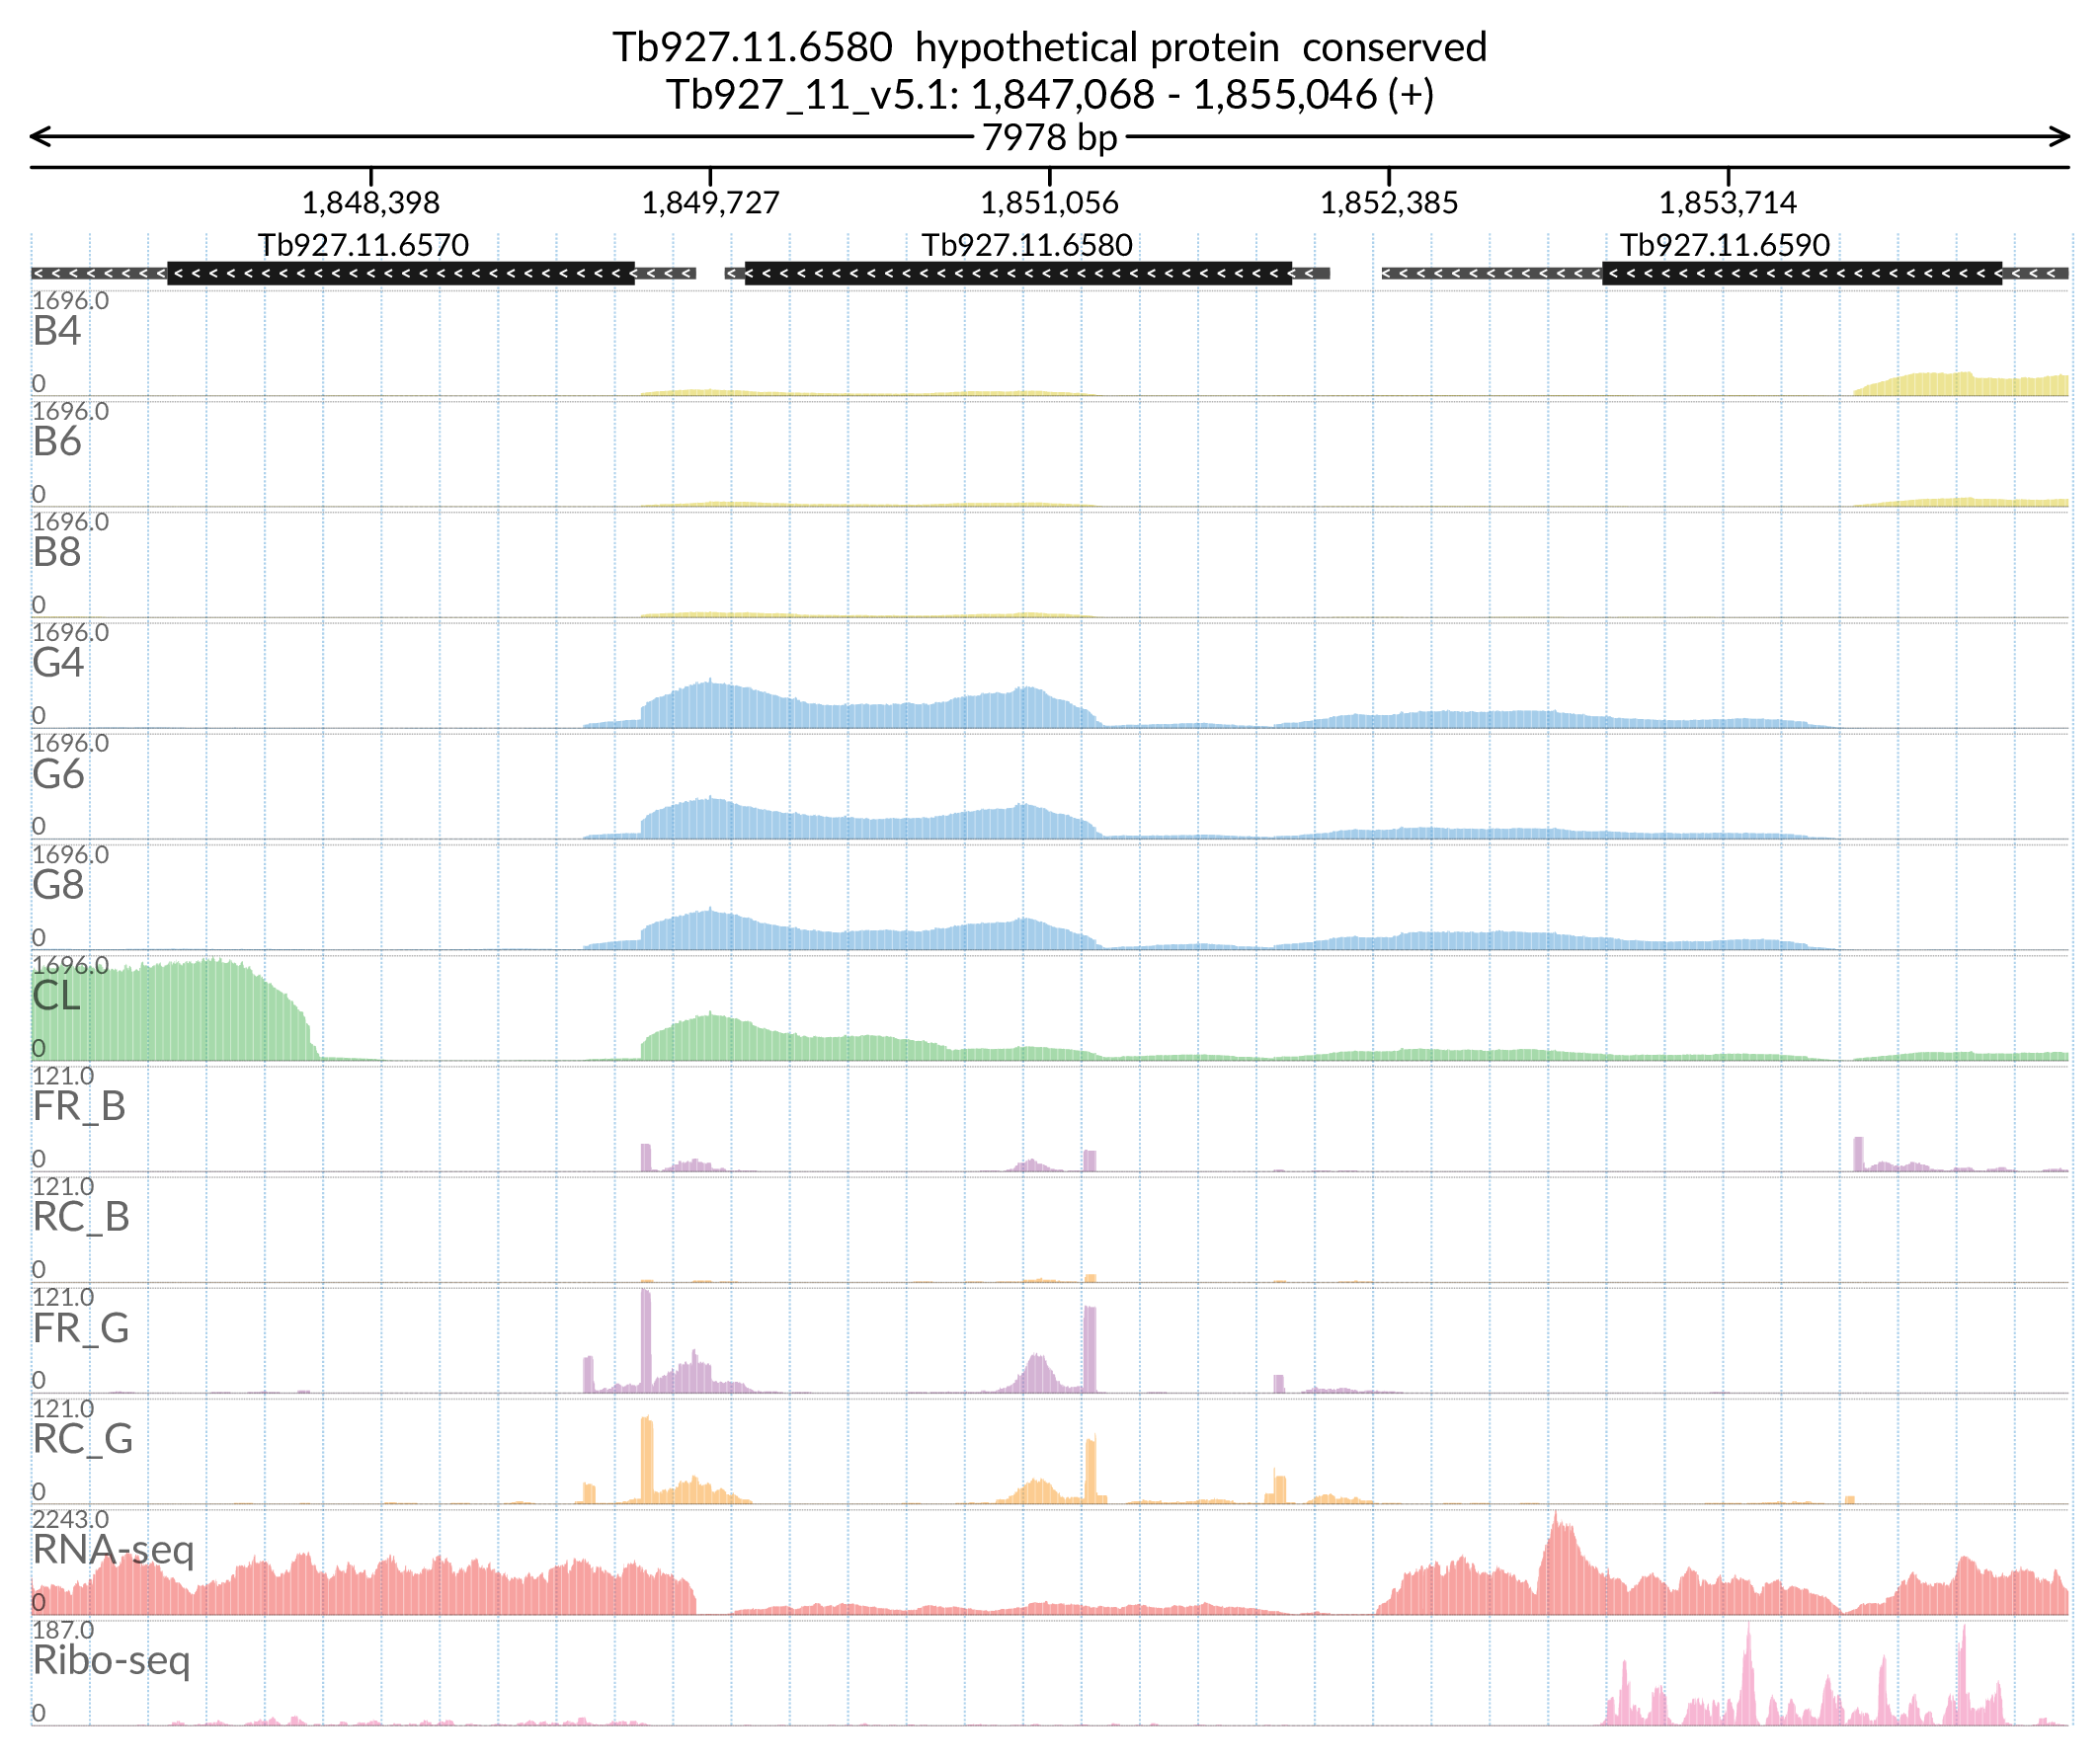 Tb927.11.6580 hypothetical protein conserved
Tb927_11_v5.1: 1,847,068 - 1,855,046 (+)
7978 bp
1,848,398 1,849,727 1,851,056 1,852,385 1,853,714
Tb927.11.6570 Tb927.11.6580 Tb927.11.6590
1696.0
B4
0
1696.0
B6
0
1696.0
B8
0
1696.0
G4
0
1696.0
G6
0
1696.0
G8
0
1696.0
CL
0
121.0
FR_B
0
121.0
RC_B
0
121.0
FR_G
0
121.0
RC_G
0
2243.0
RNA-seq
0
187.0
Ribo-seq
0